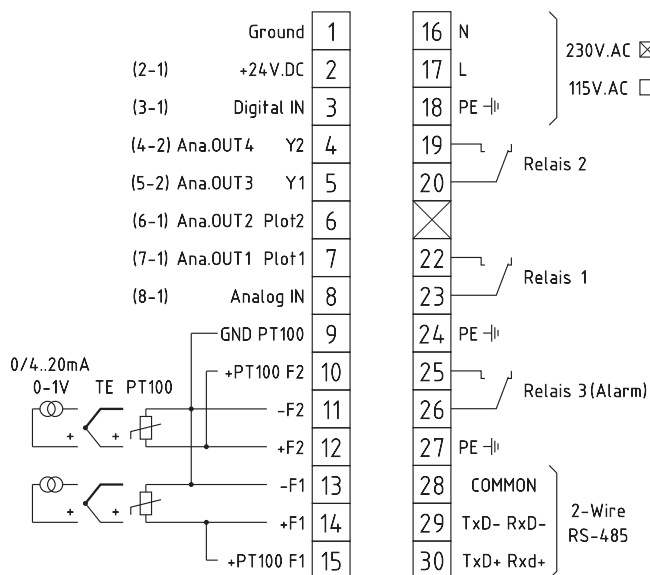 Ground 1
(2-1) +24V.DC 2
(3-1) Digital IN 3
(4-2) Ana.OUT4 Y2 4
(5-2) Ana.OUT3 Y1 5
(6-1) Ana.OUT2 Plot2 6
(7-1) Ana.OUT1 Plot1 7
(8-1) Analog IN 8
GND PT100 9
+PT100 F2 10
-F2 11
+F2 12
-F1 13
+F1 14
+PT100 F1 15
0/4..20mA
0-1V TE PT100
+ +
+ +
16 N
17 L
18 PE
230V.AC
115V.AC
19
20
Relais 2
22
23
Relais 1
24 PE
25
26
Relais 3(Alarm)
27 PE
28 COMMON
29 TxD- RxD-
30 TxD+ Rxd+
2-Wire
RS-485